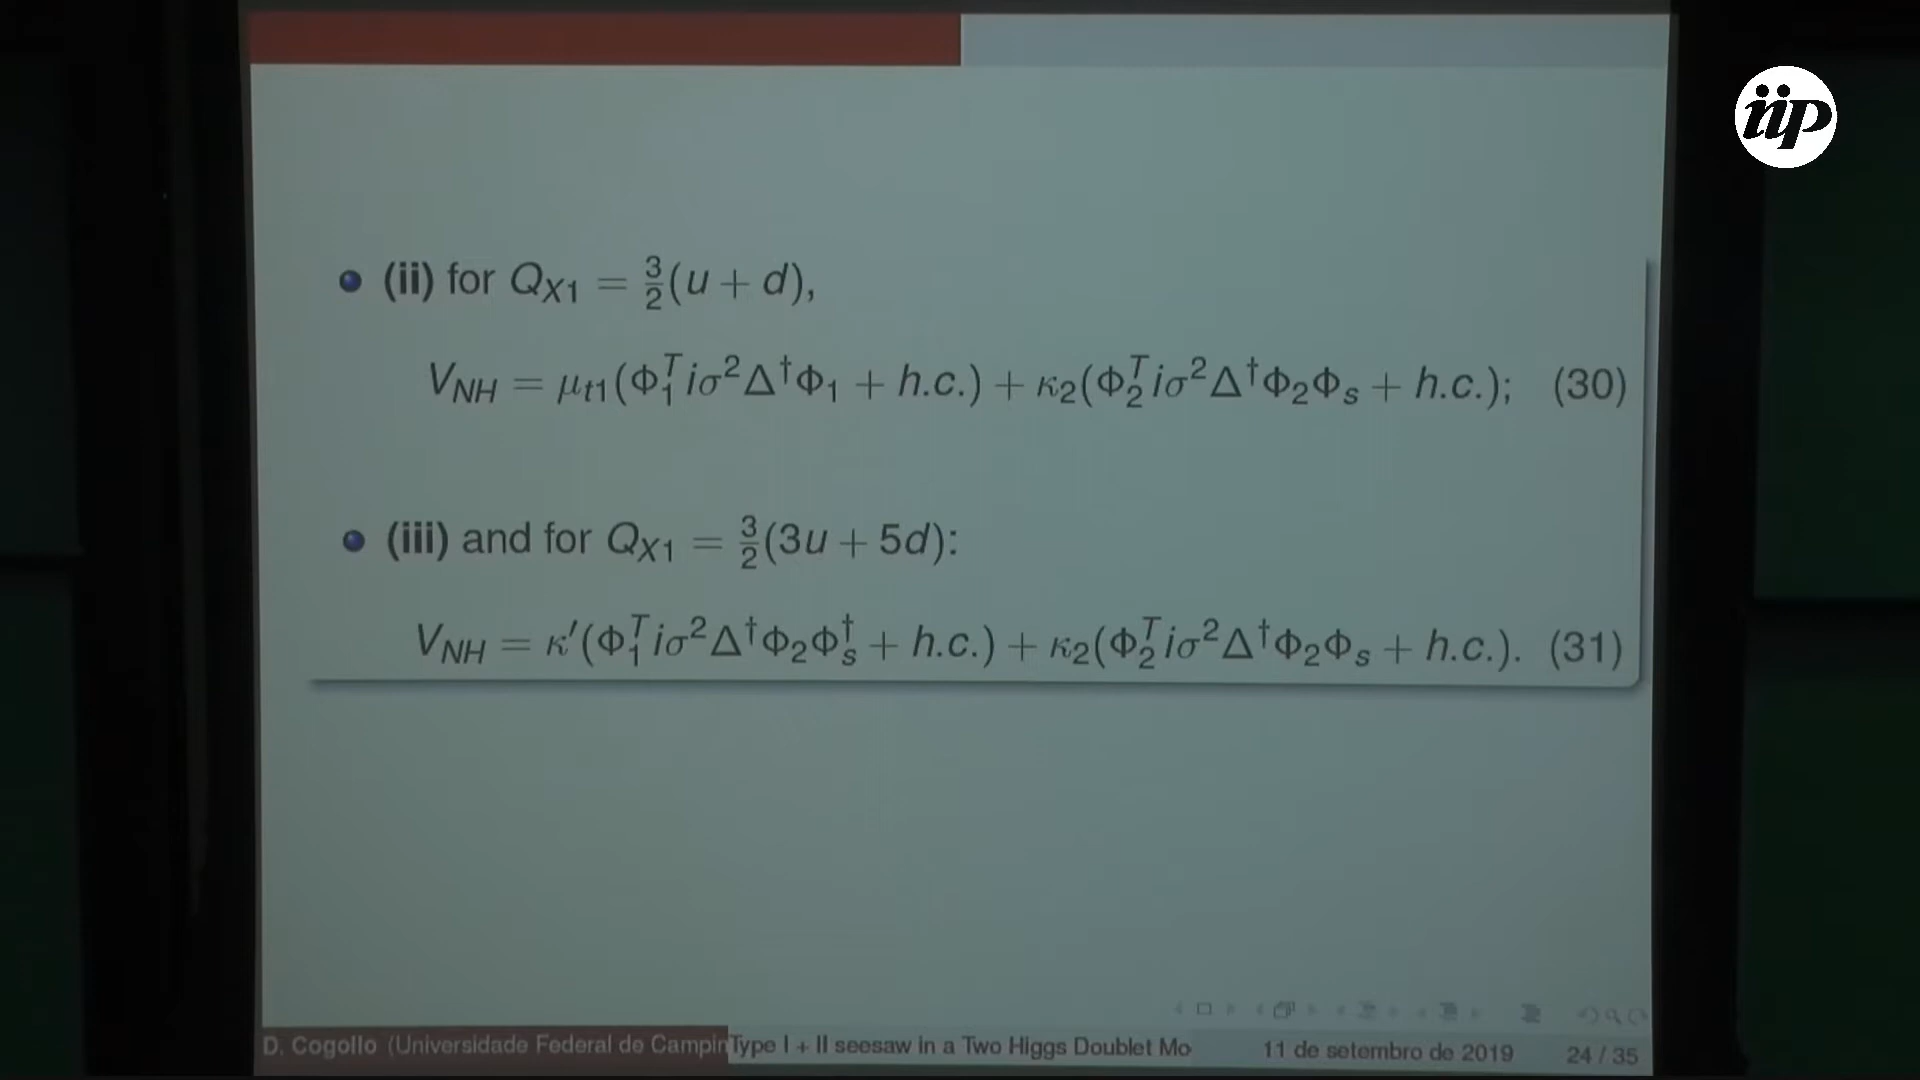 iip
(ii) for Q_{X1} = \frac{3}{2}(u + d),
V_{NH} = μ_{t1}(Φ_1^T iσ^2 Δ^† Φ_1 + h.c.) + κ_2(Φ_2^T iσ^2 Δ^† Φ_2 Φ_s + h.c.); (30)
(iii) and for Q_{X1} = \frac{3}{2}(3u + 5d):
V_{NH} = κ′(Φ_1^T iσ^2 Δ^† Φ_2 Φ_s^† + h.c.) + κ_2(Φ_2^T iσ^2 Δ^† Φ_2 Φ_s + h.c.). (31)
D. Cogollo (Universidade Federal de Campin Type I + II seesaw in a Two Higgs Doublet Mo 11 de setembro de 2019 24 / 35